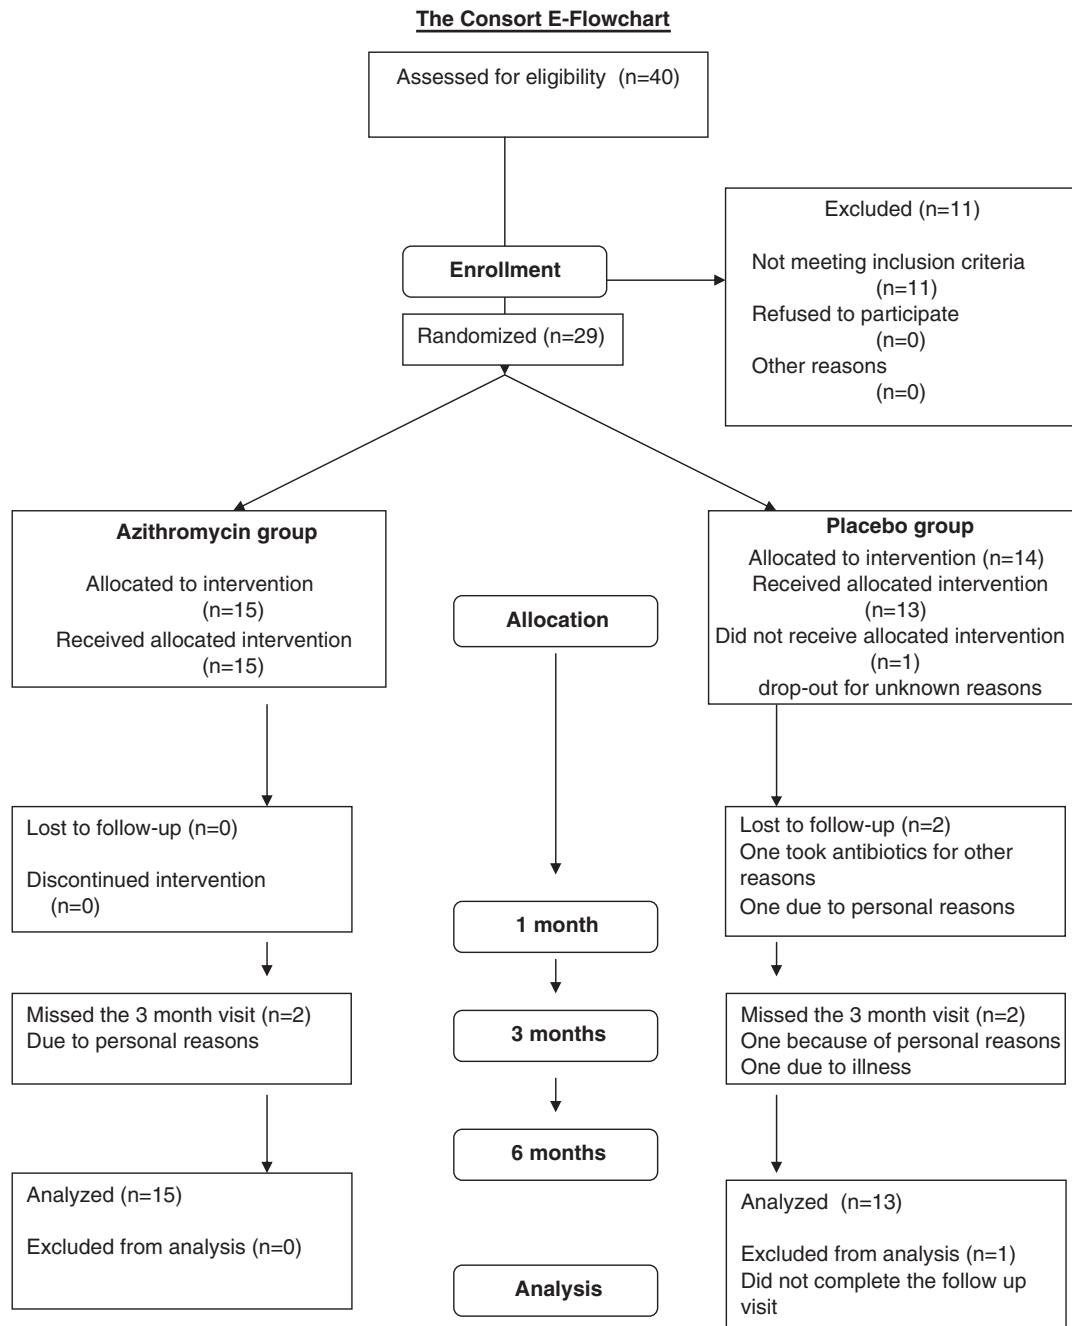 The Consort E-Flowchart
Assessed for eligibility (n=40)
Excluded (n=11)
Not meeting inclusion criteria
(n=11)
Refused to participate
(n=0)
Other reasons
(n=0)
Enrollment
Randomized (n=29)
Azithromycin group
Allocated to intervention
(n=15)
Received allocated intervention
(n=15)
Allocation
Placebo group
Allocated to intervention (n=14)
Received allocated intervention
(n=13)
Did not receive allocated intervention
(n=1)
drop-out for unknown reasons
Lost to follow-up (n=0)
Discontinued intervention
(n=0)
1 month
Lost to follow-up (n=2)
One took antibiotics for other
reasons
One due to personal reasons
Missed the 3 month visit (n=2)
Due to personal reasons
3 months
Missed the 3 month visit (n=2)
One because of personal reasons
One due to illness
6 months
Analyzed (n=15)
Excluded from analysis (n=0)
Analysis
Analyzed (n=13)
Excluded from analysis (n=1)
Did not complete the follow up
visit